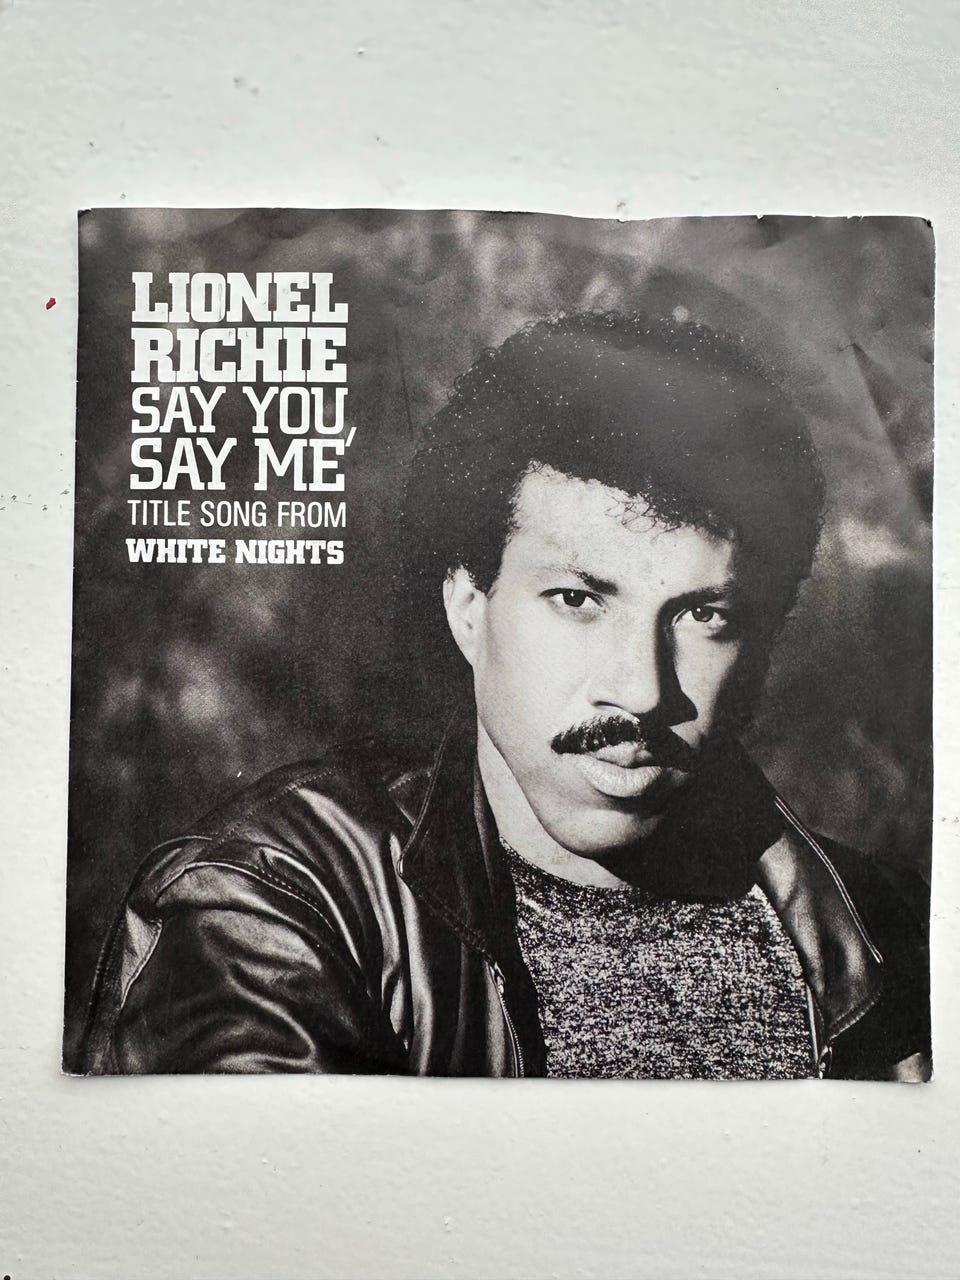 LIONEL
RICHIE
SAY YOU,
SAY ME
TITLE SONG FROM
WHITE NIGHTS